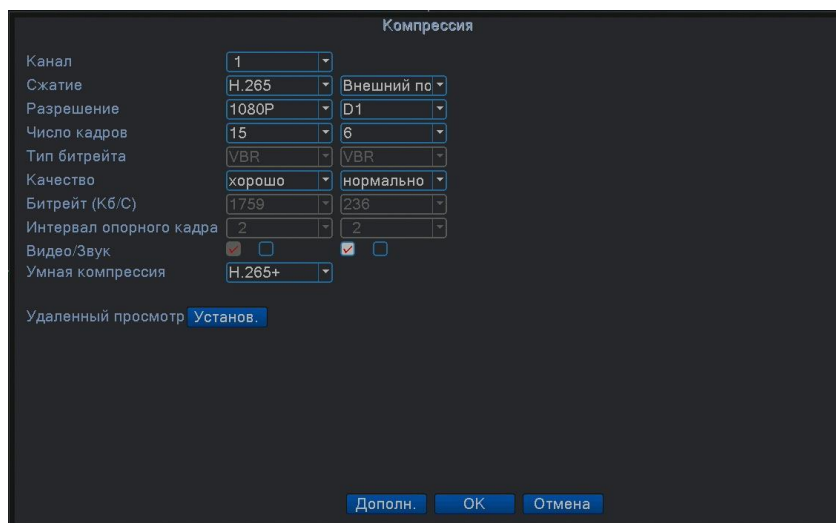 Компрессия
Канал 1
Сжатие H.265 Внешний по
Разрешение 1080P D1
Число кадров 15 6
Тип битрейта VBR VBR
Качество хорошо нормально
Битрейт (Кб/С) 1759 236
Интервал опорного кадра 2 2
Видео/Звук
Умная компрессия H.265+
Удаленный просмотр Установ.
Дополн. OK Отмена